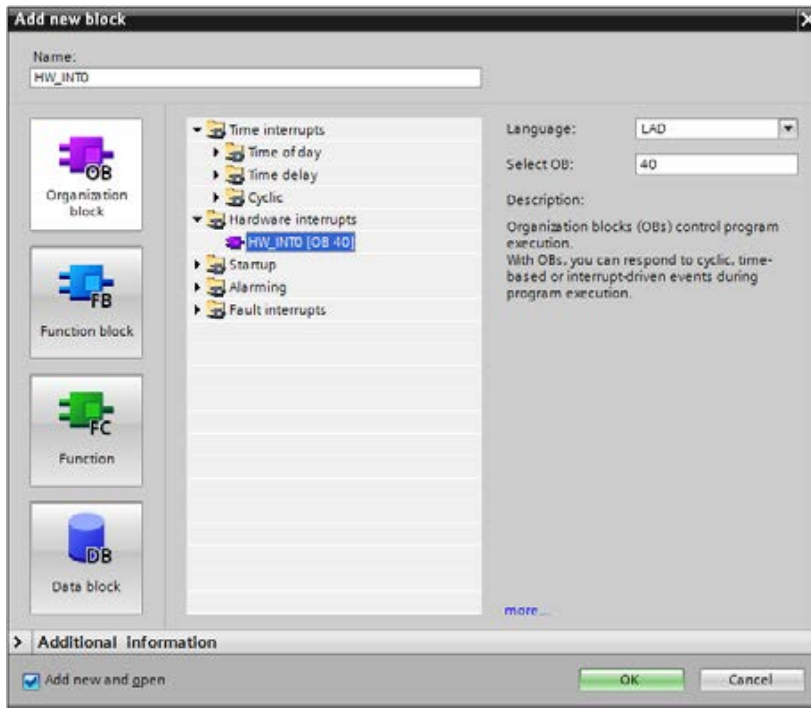 Add new block
Name:
HW_INT0
OB
Organization
block
FB
Function block
FC
Function
DB
Data block
Time interrupts
Time of day
Time delay
Cyclic
Hardware interrupts
HW_INT0 [OB 40]
Startup
Alarming
Fault interrupts
Language:
LAD
Select OB:
40
Description:
Organization blocks (OBs) control program
execution.
With OBs, you can respond to cyclic, time-
based or interrupt-driven events during
program execution.
more...
Additional information
Add new and open
OK
Cancel